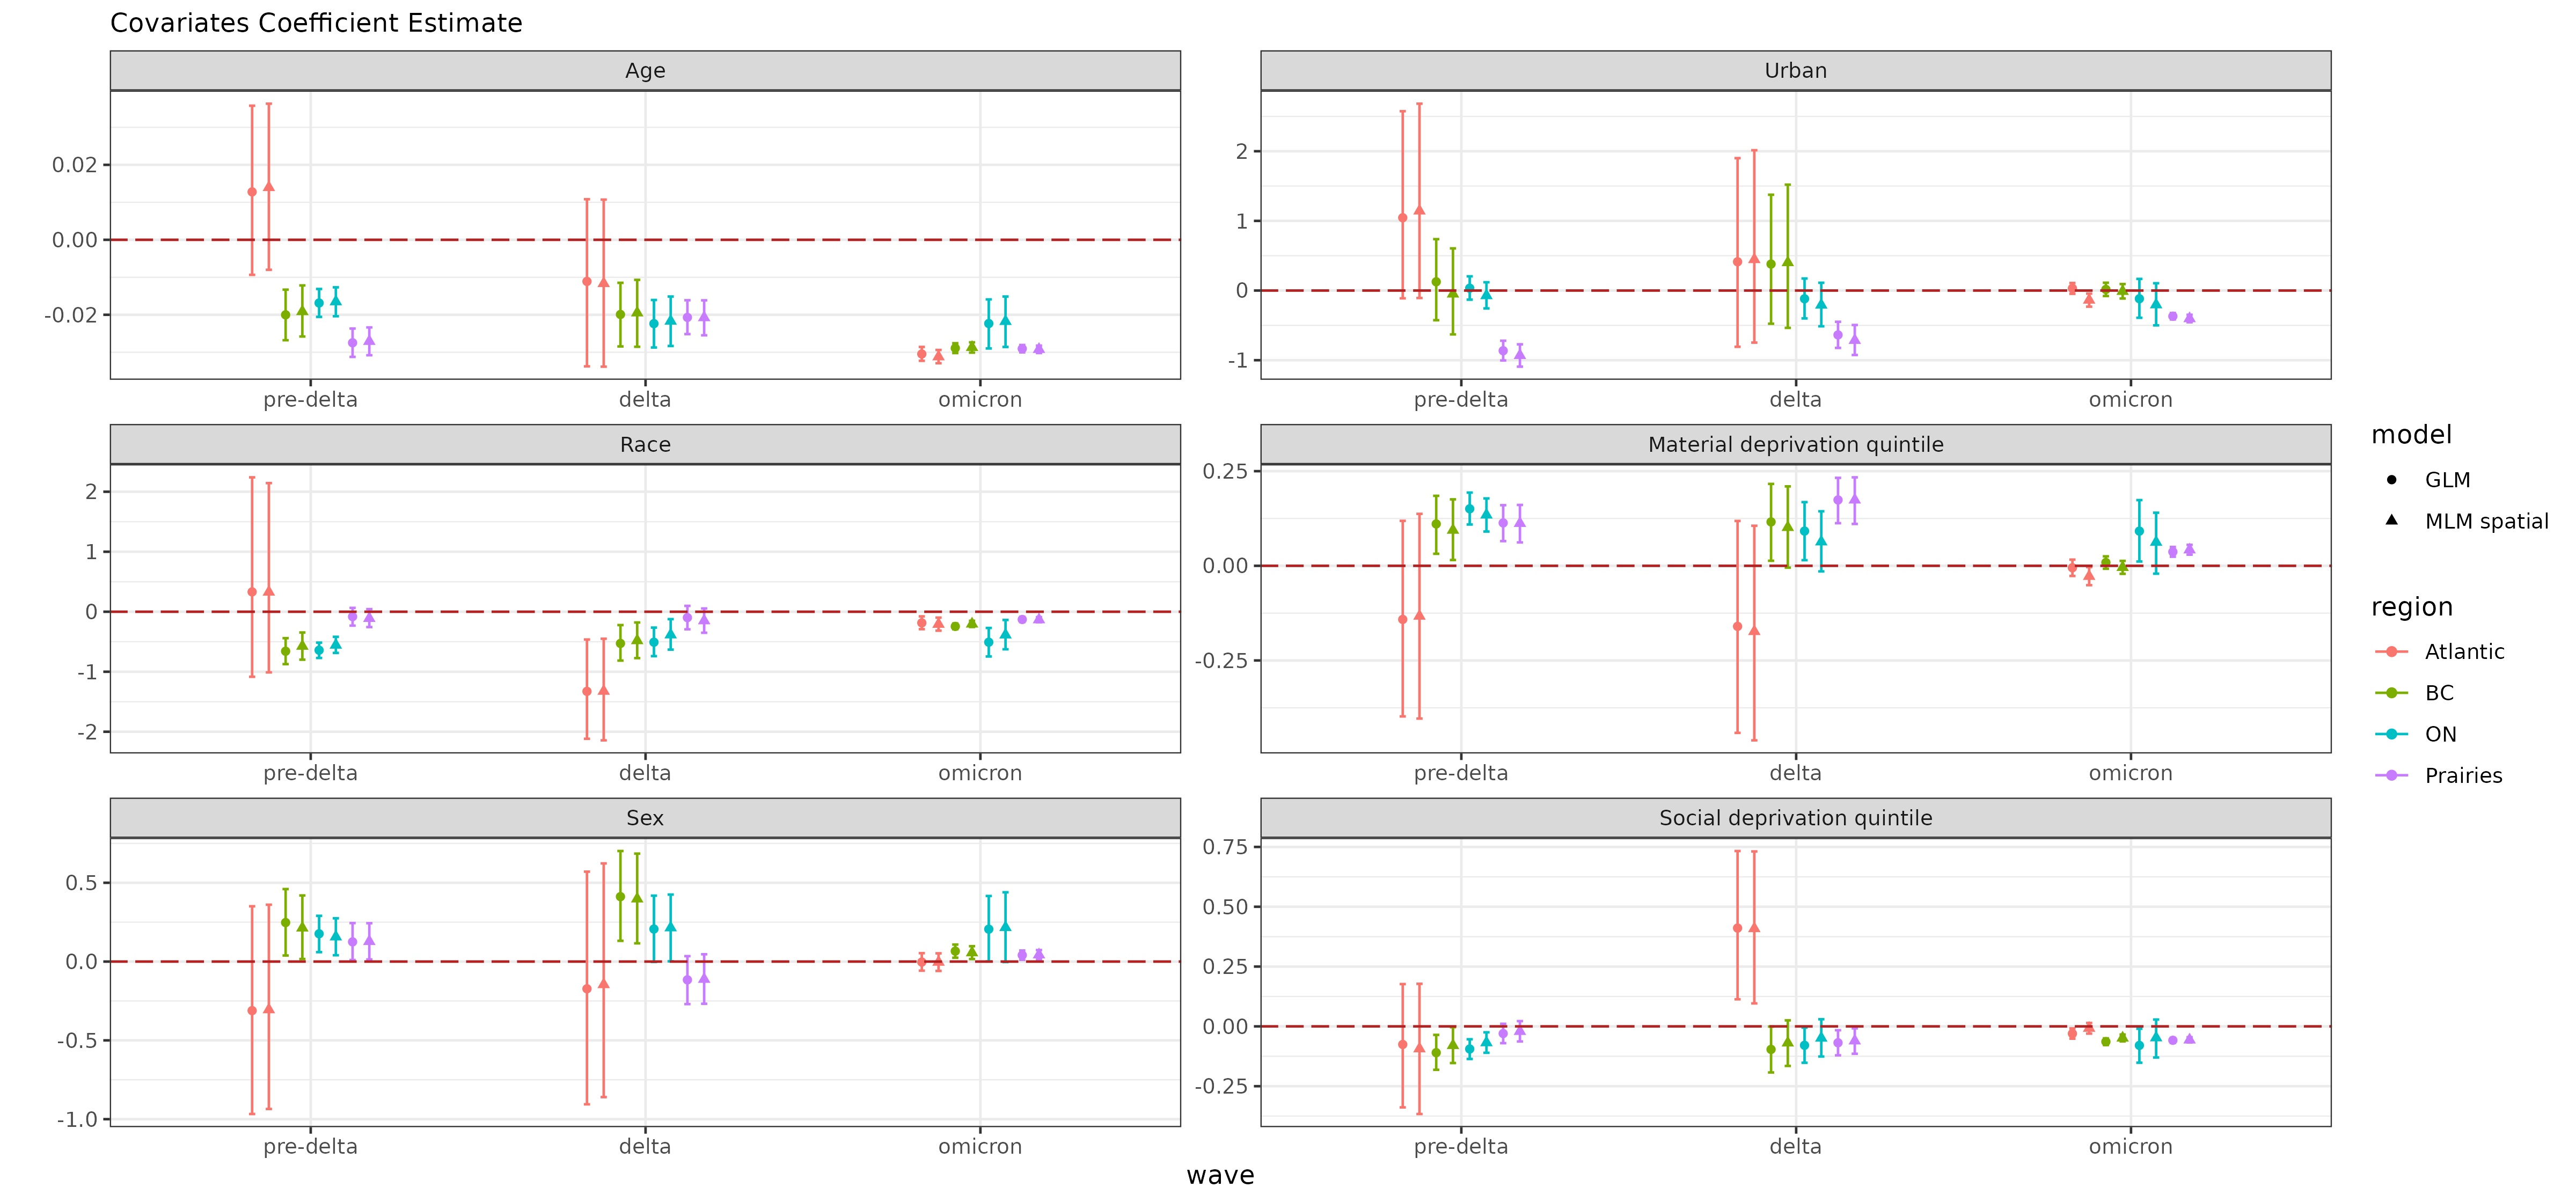 Covariates Coefficient Estimate
Age
0.02
0.00
-0.02
pre-delta delta omicron
Urban
2
1
0
-1
pre-delta delta omicron
Race
2
1
0
-1
-2
pre-delta delta omicron
Material deprivation quintile
0.25
0.00
-0.25
pre-delta delta omicron
Sex
0.5
0.0
-0.5
-1.0
pre-delta delta omicron
Social deprivation quintile
0.75
0.50
0.25
0.00
-0.25
pre-delta delta omicron
wave
model
GLM
MLM spatial
region
Atlantic
BC
ON
Prairies